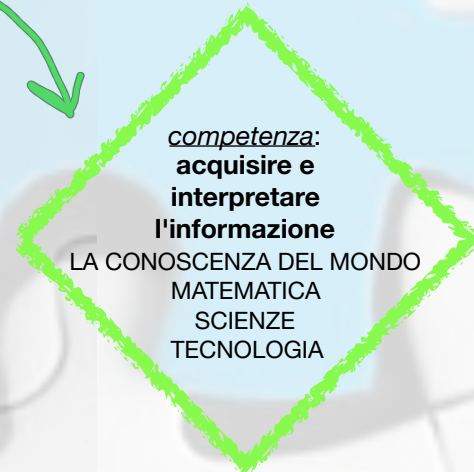 competenza:
acquisire e
interpretare
l'informazione
LA CONOSCENZA DEL MONDO
MATEMATICA
SCIENZE
TECNOLOGIA